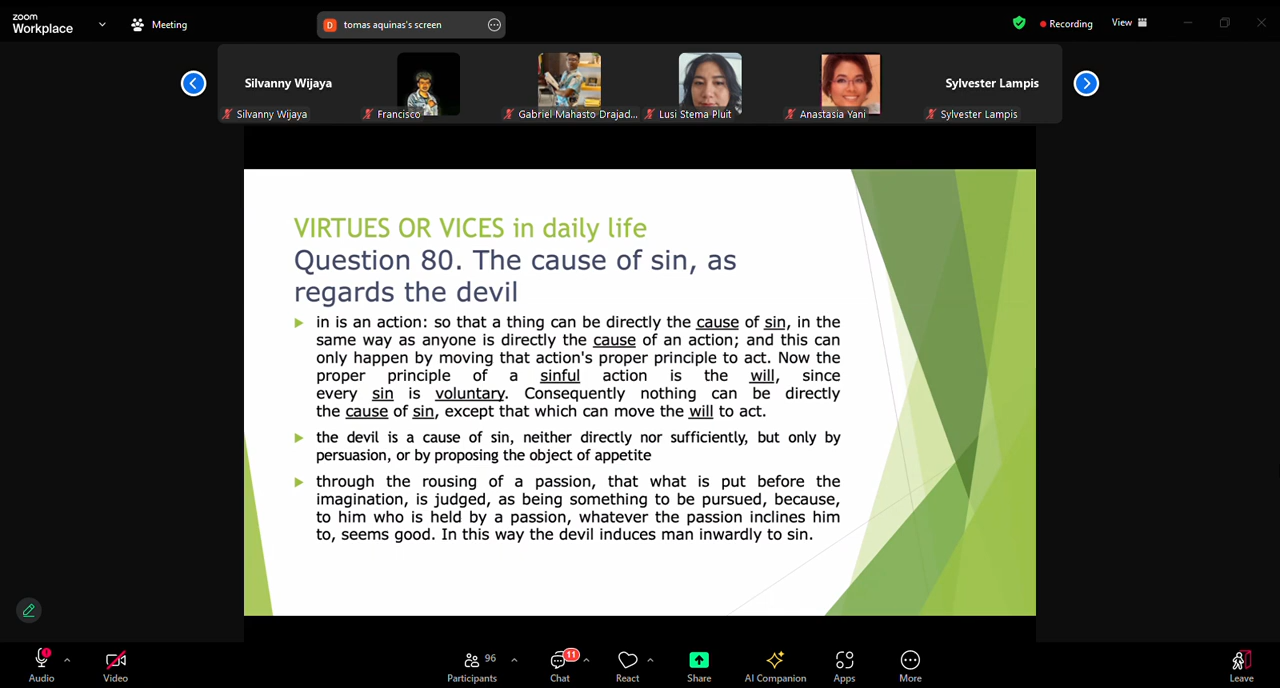 zoom
Workplace
Meeting
D tomas aquinas's screen
Recording
View
Silvanny Wijaya
Sylvester Lampis
Silvanny Wijaya
Francisco
Gabriel Mahasto Drajad...
Lusi Stema Pluit
Anastasia Yani
Sylvester Lampis
VIRTUES OR VICES in daily life
Question 80. The cause of sin, as
regards the devil
in is an action: so that a thing can be directly the cause of sin, in the
same way as anyone is directly the cause of an action; and this can
only happen by moving that action's proper principle to act. Now the
proper principle of a sinful action is the will, since
every sin is voluntary. Consequently nothing can be directly
the cause of sin, except that which can move the will to act.
the devil is a cause of sin, neither directly nor sufficiently, but only by
persuasion, or by proposing the object of appetite
through the rousing of a passion, that what is put before the
imagination, is judged, as being something to be pursued, because,
to him who is held by a passion, whatever the passion inclines him
to, seems good. In this way the devil induces man inwardly to sin.
Audio
Video
96
Participants
11
Chat
React
Share
AI Companion
Apps
More
Leave